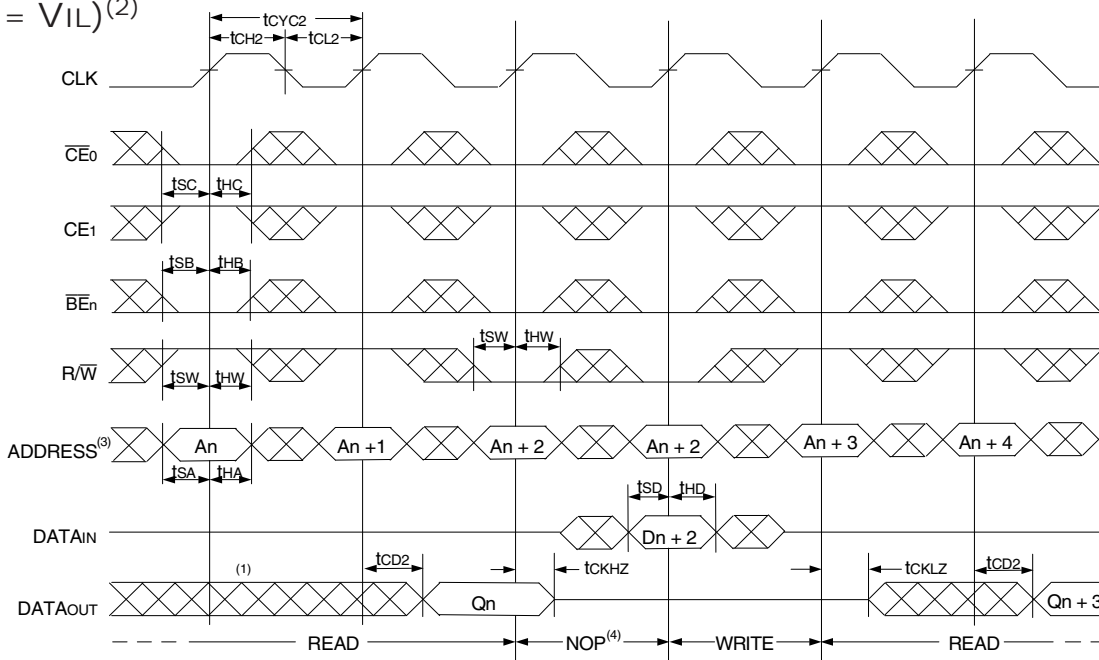 = VIL)(2)
tCYC2
tCH2 tCL2
CLK
CE0
tSC tHC
CE1
tSB tHB
BEn
tSW tHW
R/W
tSW tHW
ADDRESS(3) An An +1 An + 2 An + 2 An + 3 An + 4
tSA tHA
tSD tHD
DATAIN Dn + 2
(1) tCD2 tCKHZ tCKLZ tCD2
DATAOUT Qn Qn + 3
READ NOP(4) WRITE READ